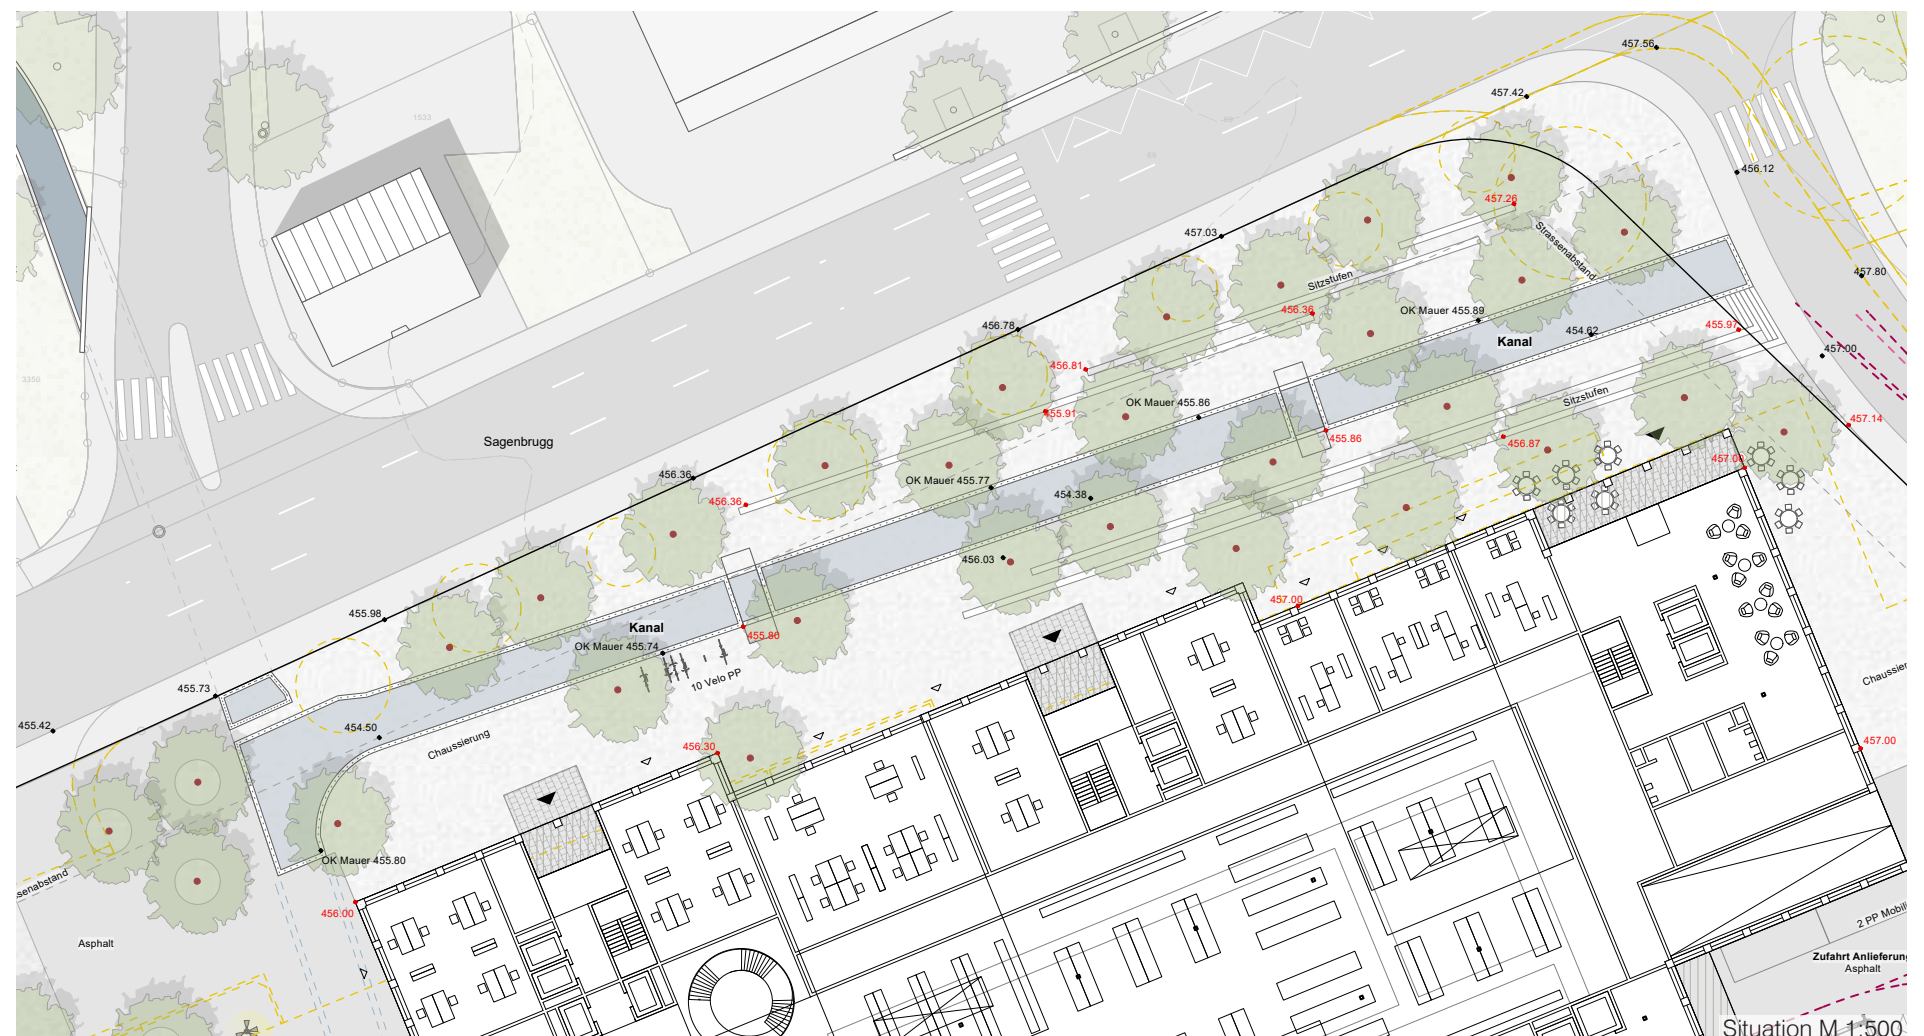 457.56
457.42
1533
456.12
457.26
457.03
Strassenabstand
457.80
Sitzstufen
456.36
OK Mauer 455.89
454.62
455.97
Kanal
456.78
457.00
456.81
3350
Sitzstufen
OK Mauer 455.86
455.91
457.14
455.86
456.87
Sagenbrugg
457.00
456.36
OK Mauer 455.77
454.38
456.36
456.03
457.00
455.98
Kanal
455.80
OK Mauer 455.74
10 Velo PP
Chaussier
455.73
455.42
454.50
Chaussierung
456.30
457.00
OK Mauer 455.80
senabstand
456.00
2 PP Mobili
Asphalt
Zufahrt Anlieferung
Asphalt
Situation M 1:500